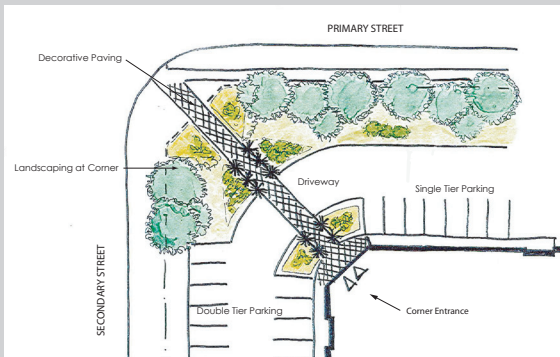 PRIMARY STREET
Decorative Paving
Landscaping at Corner
Driveway
Single Tier Parking
SECONDARY STREET
Double Tier Parking
Corner Entrance